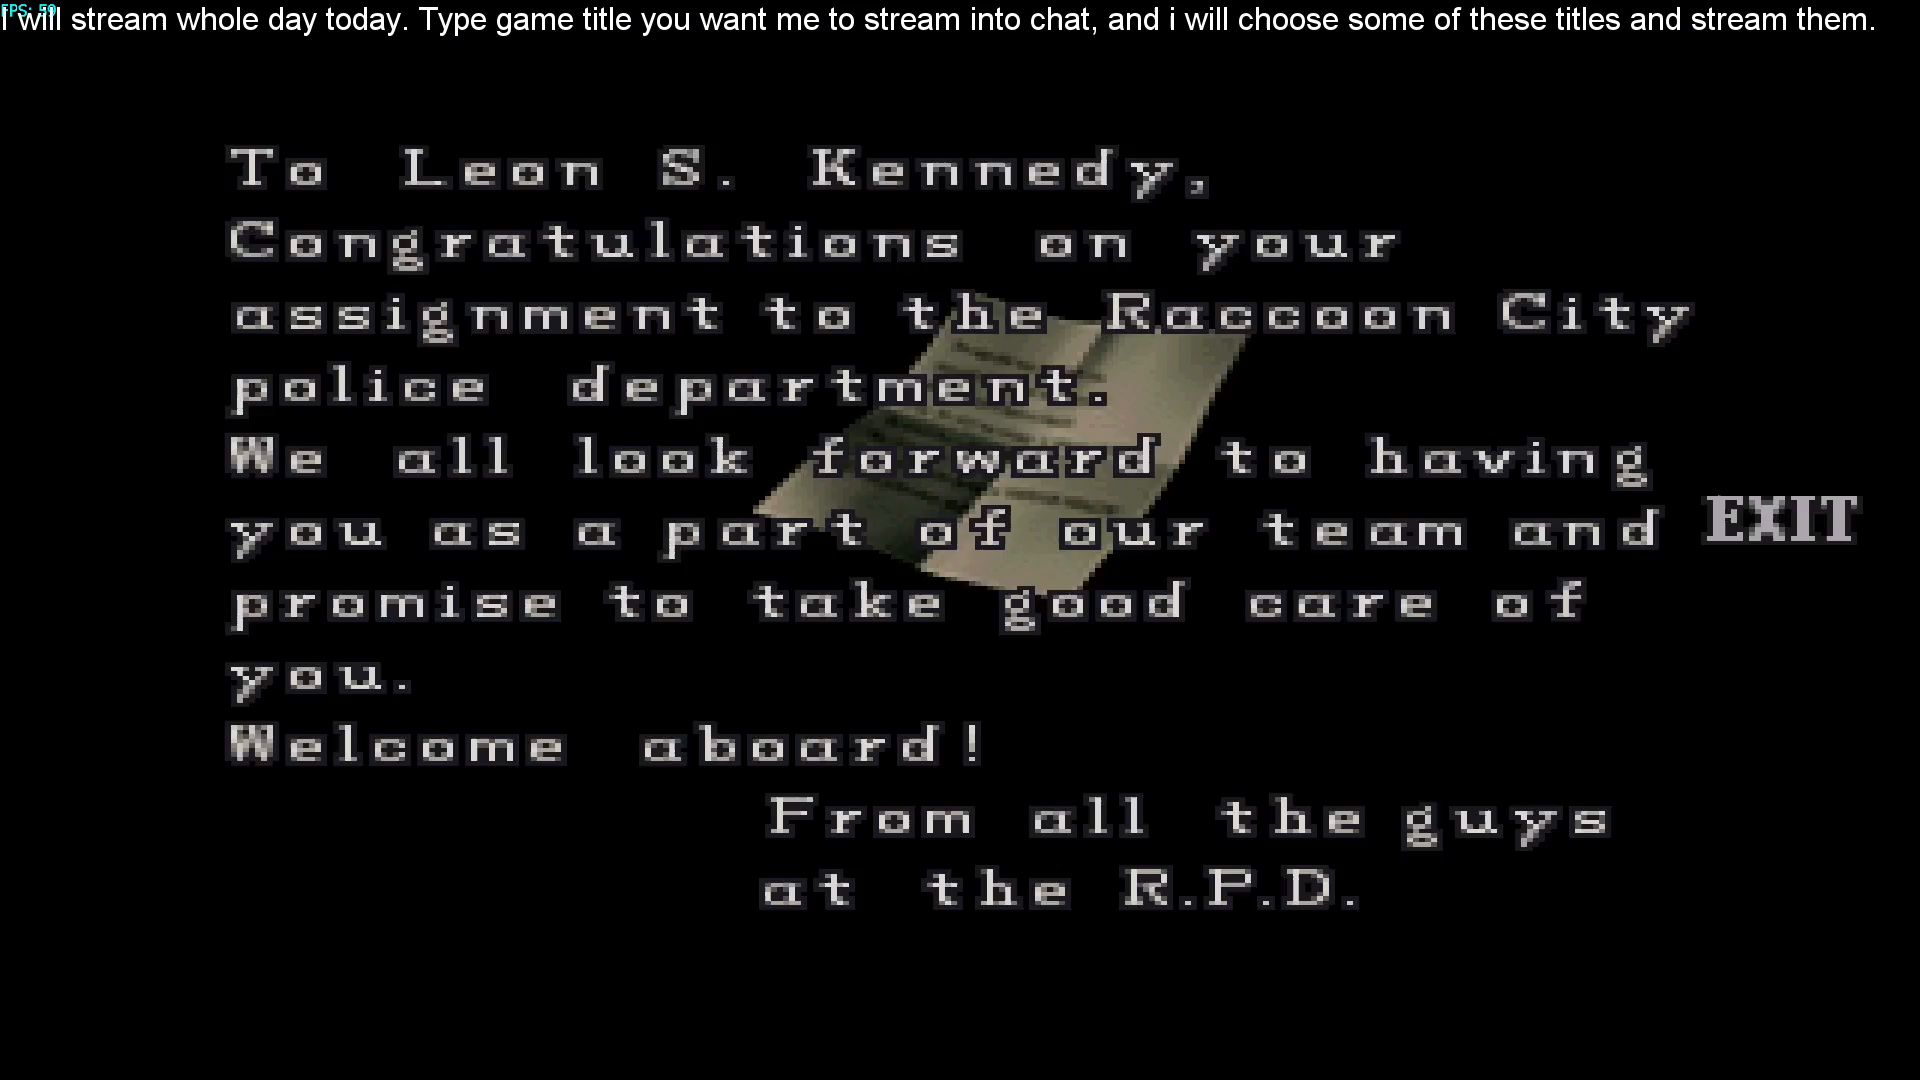 I will stream whole day today. Type game title you want me to stream into chat, and i will choose some of these titles and stream them.
FPS: 59
To Leon S. Kennedy,
Congratulations on your
assignment to the Raccoon City
police department.
We all look forward to having
you as a part of our team and
promise to take good care of
you.
Welcome aboard!
From all the guys
at the R.P.D.
EXIT